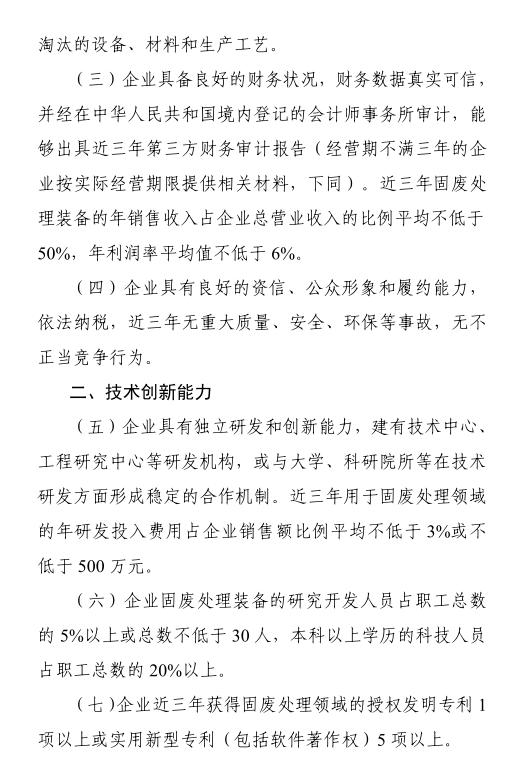 淘汰的设备、材料和生产工艺。
（三）企业具备良好的财务状况，财务数据真实可信，
并经在中华人民共和国境内登记的会计师事务所审计，能
够出具近三年第三方财务审计报告（经营期不满三年的企
业按实际经营期限提供相关材料，下同）。近三年固废处
理装备的年销售收入占企业总营业收入的比例平均不低于
50%，年利润率平均值不低于 6%。
（四）企业具有良好的资信、公众形象和履约能力，
依法纳税，近三年无重大质量、安全、环保等事故，无不
正当竞争行为。
二、技术创新能力
（五）企业具有独立研发和创新能力，建有技术中心、
工程研究中心等研发机构，或与大学、科研院所等在技术
研发方面形成稳定的合作机制。近三年用于固废处理领域
的年研发投入费用占企业销售额比例平均不低于 3%或不
低于 500 万元。
（六）企业固废处理装备的研究开发人员占职工总数
的 5%以上或总数不低于 30 人，本科以上学历的科技人员
占职工总数的 20%以上。
（七)企业近三年获得固废处理领域的授权发明专利 1
项以上或实用新型专利（包括软件著作权）5 项以上。